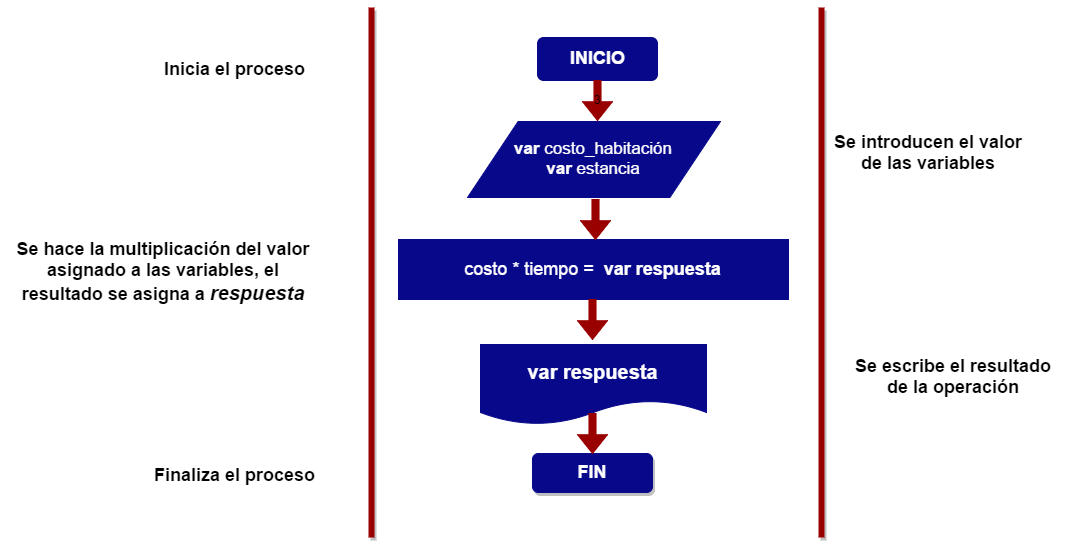 INICIO
Inicia el proceso
var costo_habitación
var estancia
Se introducen el valor
de las variables
Se hace la multiplicación del valor
asignado a las variables, el
resultado se asigna a respuesta
costo * tiempo = var respuesta
var respuesta
Se escribe el resultado
de la operación
Finaliza el proceso
FIN